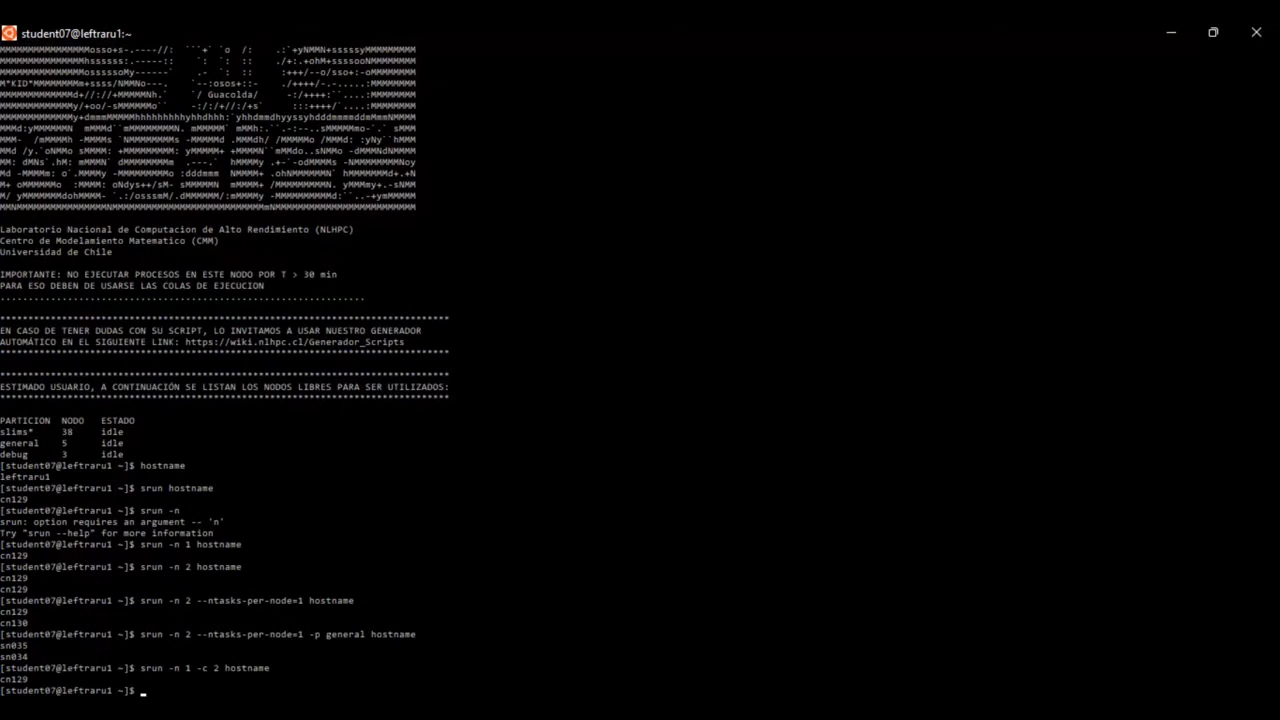 student07@leftraru1:~
Guacolda/
Laboratorio Nacional de Computacion de Alto Rendimiento (NLHPC)
Centro de Modelamiento Matematico (CMM)
Universidad de Chile
IMPORTANTE: NO EJECUTAR PROCESOS EN ESTE NODO POR T > 30 min
PARA ESO DEBEN DE USARSE LAS COLAS DE EJECUCION
EN CASO DE TENER DUDAS CON SU SCRIPT, LO INVITAMOS A USAR NUESTRO GENERADOR
AUTOMÁTICO EN EL SIGUIENTE LINK: https://wiki.nlhpc.cl/Generador_Scripts
ESTIMADO USUARIO, A CONTINUACIÓN SE LISTAN LOS NODOS LIBRES PARA SER UTILIZADOS:
PARTICION NODO ESTADO
slims* 38 idle
general 5 idle
debug 3 idle
[student07@leftraru1 ~]$ hostname
leftraru1
[student07@leftraru1 ~]$ srun hostname
cn129
[student07@leftraru1 ~]$ srun -n
srun: option requires an argument -- 'n'
Try "srun --help" for more information
[student07@leftraru1 ~]$ srun -n 1 hostname
cn129
[student07@leftraru1 ~]$ srun -n 2 hostname
cn129
cn129
[student07@leftraru1 ~]$ srun -n 2 --ntasks-per-node=1 hostname
cn129
cn130
[student07@leftraru1 ~]$ srun -n 2 --ntasks-per-node=1 -p general hostname
sn035
sn034
[student07@leftraru1 ~]$ srun -n 1 -c 2 hostname
cn129
[student07@leftraru1 ~]$